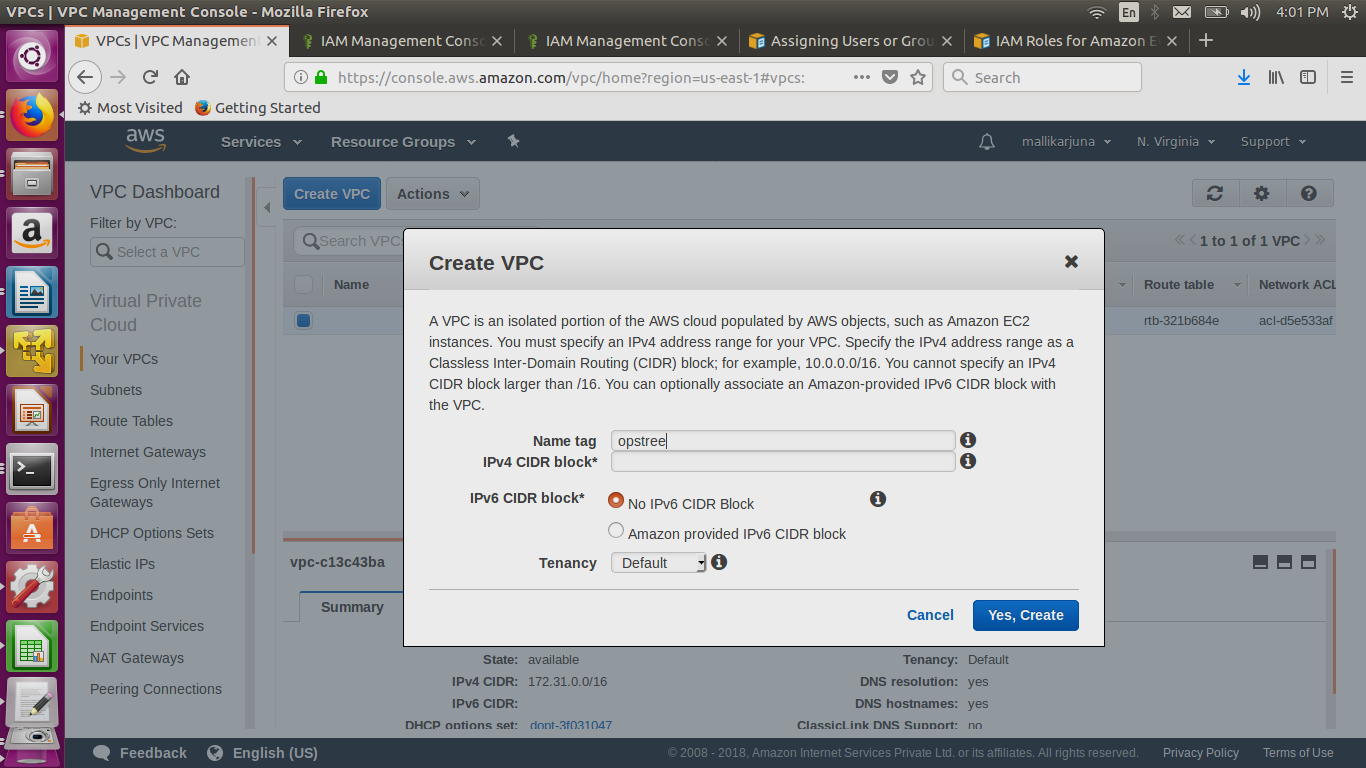 VPCs | VPC Management Console - Mozilla Firefox
En
4:01 PM
VPCs | VPC Management
IAM Management Conso
IAM Management Conso
Assigning Users or Grou
IAM Roles for Amazon E
https://console.aws.amazon.com/vpc/home?region=us-east-1#vpcs:
Search
Most Visited
Getting Started
aws
Services
Resource Groups
mallikarjuna
N. Virginia
Support
VPC Dashboard
Filter by VPC:
Select a VPC
Virtual Private
Cloud
Your VPCs
Subnets
Route Tables
Internet Gateways
Egress Only Internet
Gateways
DHCP Options Sets
Elastic IPs
Endpoints
Endpoint Services
NAT Gateways
Peering Connections
Create VPC
Actions
Search VPCs
1 to 1 of 1 VPC
Name
Route table
Network ACL
rtb-321b684e
acl-d5e533af
Create VPC
A VPC is an isolated portion of the AWS cloud populated by AWS objects, such as Amazon EC2
instances. You must specify an IPv4 address range for your VPC. Specify the IPv4 address range as a
Classless Inter-Domain Routing (CIDR) block; for example, 10.0.0.0/16. You cannot specify an IPv4
CIDR block larger than /16. You can optionally associate an Amazon-provided IPv6 CIDR block with
the VPC.
Name tag opstree
IPv4 CIDR block*
IPv6 CIDR block* No IPv6 CIDR Block
Amazon provided IPv6 CIDR block
Tenancy Default
Cancel
Yes, Create
vpc-c13c43ba
Summary
State: available
IPv4 CIDR: 172.31.0.0/16
IPv6 CIDR:
DHCP options set: dopt-3f031047
Tenancy: Default
DNS resolution: yes
DNS hostnames: yes
ClassicLink DNS Support: no
Feedback
English (US)
© 2008 - 2018, Amazon Internet Services Private Ltd. or its affiliates. All rights reserved.
Privacy Policy
Terms of Use